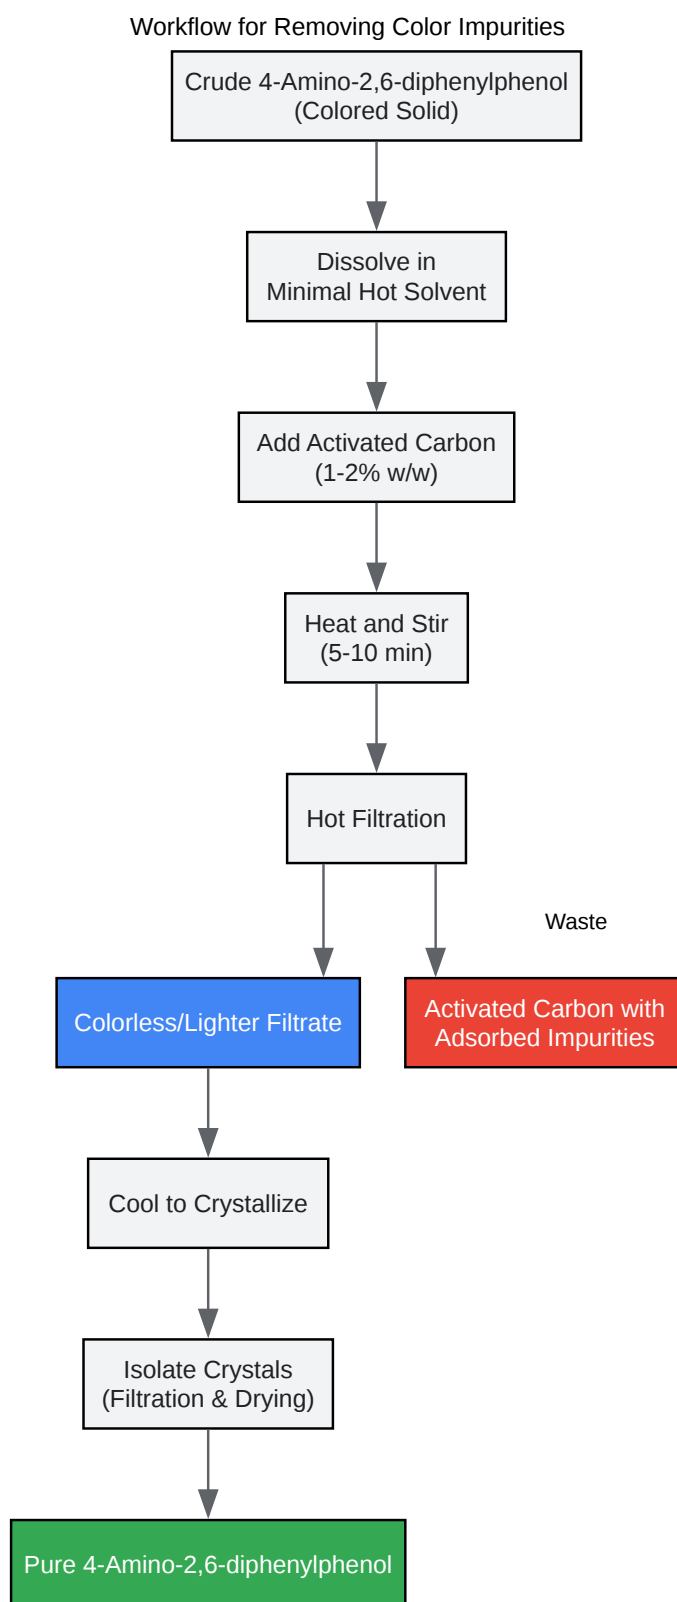 Workflow for Removing Color Impurities
Crude 4-Amino-2,6-diphenylphenol
(Colored Solid)
Dissolve in
Minimal Hot Solvent
Add Activated Carbon
(1-2% w/w)
Heat and Stir
(5-10 min)
Hot Filtration
Waste
Colorless/Lighter Filtrate
Activated Carbon with
Adsorbed Impurities
Cool to Crystallize
Isolate Crystals
(Filtration & Drying)
Pure 4-Amino-2,6-diphenylphenol